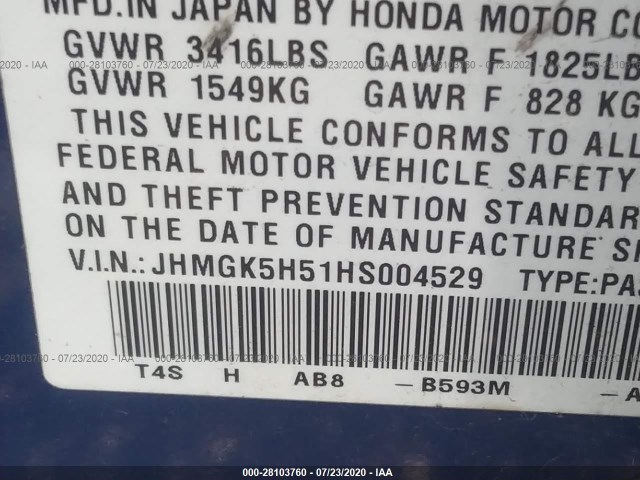 MFD.IN JAPAN BY HONDA MOTOR CO
GVWR 3416LBS GAWR F 1825LB
GVWR 1549KG GAWR F 828 KG
THIS VEHICLE CONFORMS TO ALL
FEDERAL MOTOR VEHICLE SAFETY
AND THEFT PREVENTION STANDAR
ON THE DATE OF MANUFACTURE SH
V.I.N.: JHMGK5H51HS004529 TYPE:PAS
T4S H AB8 -B593M -A
000-28103760 - 07/23/2020 - IAA